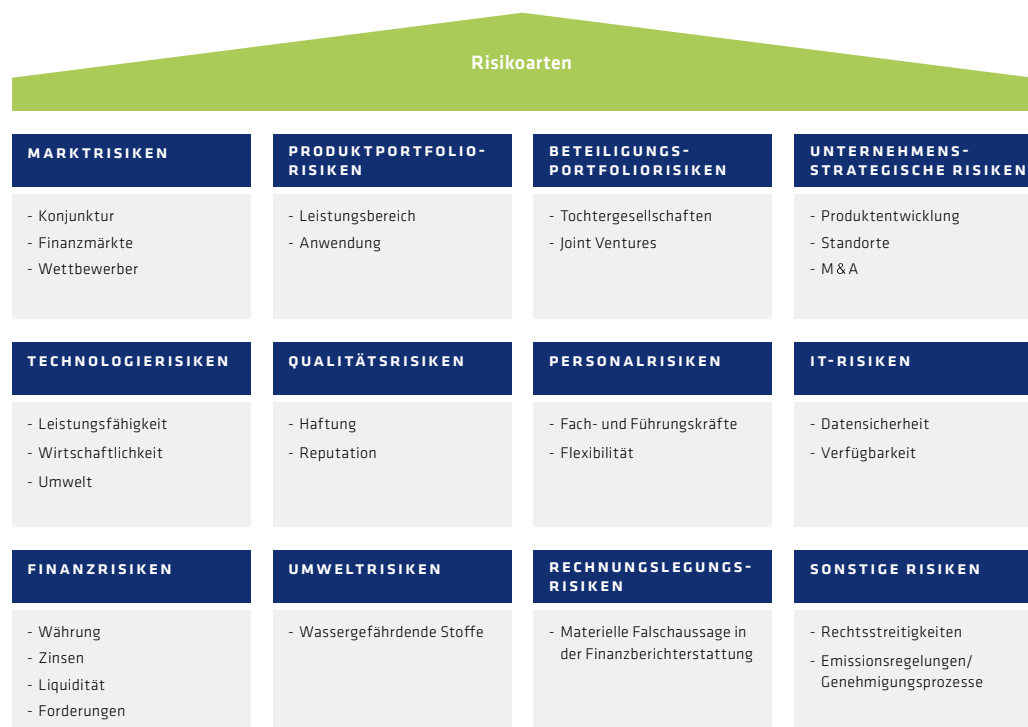 Risikoarten
MARKTRISIKEN
- Konjunktur
- Finanzmärkte
- Wettbewerber
PRODUKTPORTFOLIO-
RISIKEN
- Leistungsbereich
- Anwendung
BETEILIGUNGS-
PORTFOLIORISIKEN
- Tochtergesellschaften
- Joint Ventures
UNTERNEHMENS-
STRATEGISCHE RISIKEN
- Produktentwicklung
- Standorte
- M & A
TECHNOLOGIERISIKEN
- Leistungsfähigkeit
- Wirtschaftlichkeit
- Umwelt
QUALITÄTSRISIKEN
- Haftung
- Reputation
PERSONALRISIKEN
- Fach- und Führungskräfte
- Flexibilität
IT-RISIKEN
- Datensicherheit
- Verfügbarkeit
FINANZRISIKEN
- Währung
- Zinsen
- Liquidität
- Forderungen
UMWELTRISIKEN
- Wassergefährdende Stoffe
RECHNUNGSLEGUNGS-
RISIKEN
- Materielle Falschaussage in
der Finanzberichterstattung
SONSTIGE RISIKEN
- Rechtsstreitigkeiten
- Emissionsregelungen/
Genehmigungsprozesse